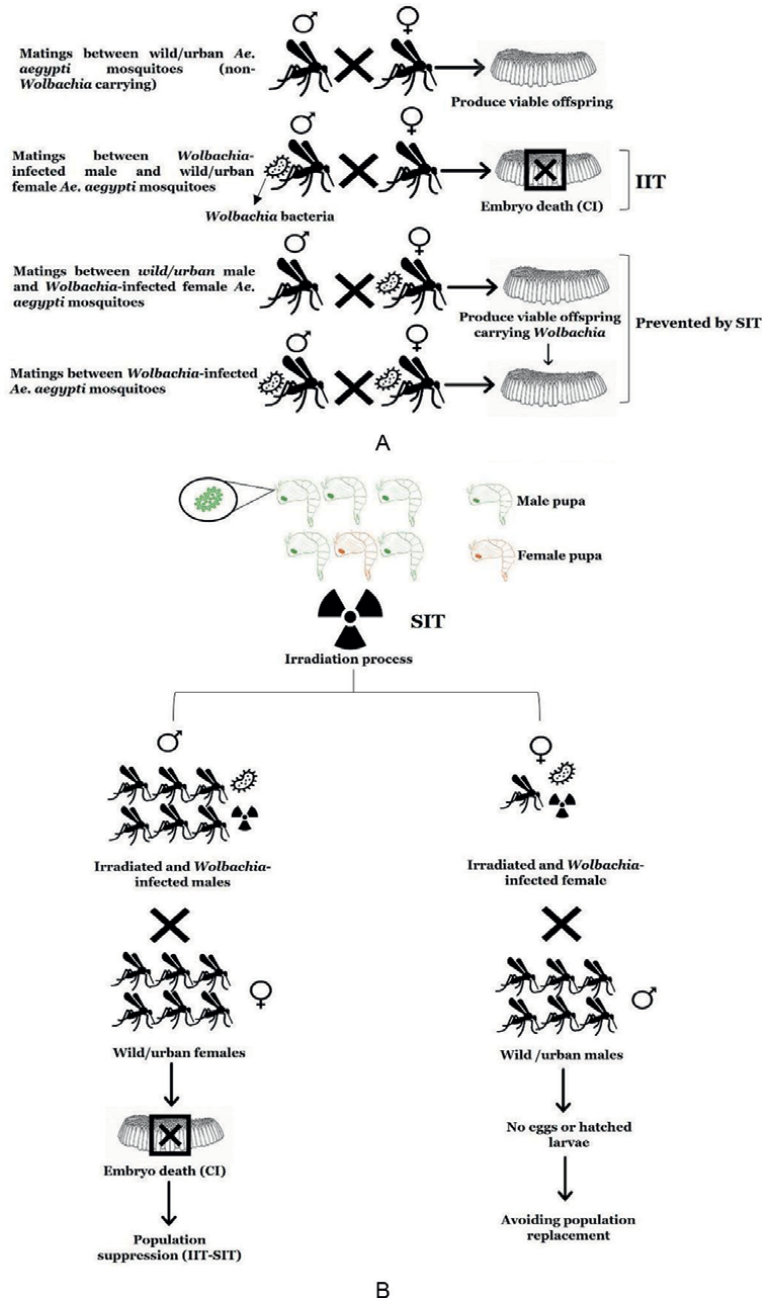 ♂
♀
Matings between wild/urban Ae.
aegypti mosquitoes (non-
Wolbachia carrying)
Produce viable offspring
♂
♀
Matings between Wolbachia-
infected male and wild/urban
female Ae. aegypti mosquitoes
Wolbachia bacteria
Embryo death (CI)
IIT
♂
♀
Matings between wild/urban male
and Wolbachia-infected female Ae.
aegypti mosquitoes
Produce viable offspring
carrying Wolbachia
Prevented by SIT
♂
♀
Matings between Wolbachia-infected
Ae. aegypti mosquitoes
A
Male pupa
Female pupa
SIT
Irradiation process
♂
Irradiated and Wolbachia-
infected males
♀
Wild/urban females
Embryo death (CI)
Population
suppression (IIT-SIT)
♀
Irradiated and Wolbachia-
infected female
♂
Wild /urban males
No eggs or hatched
larvae
Avoiding population
replacement
B